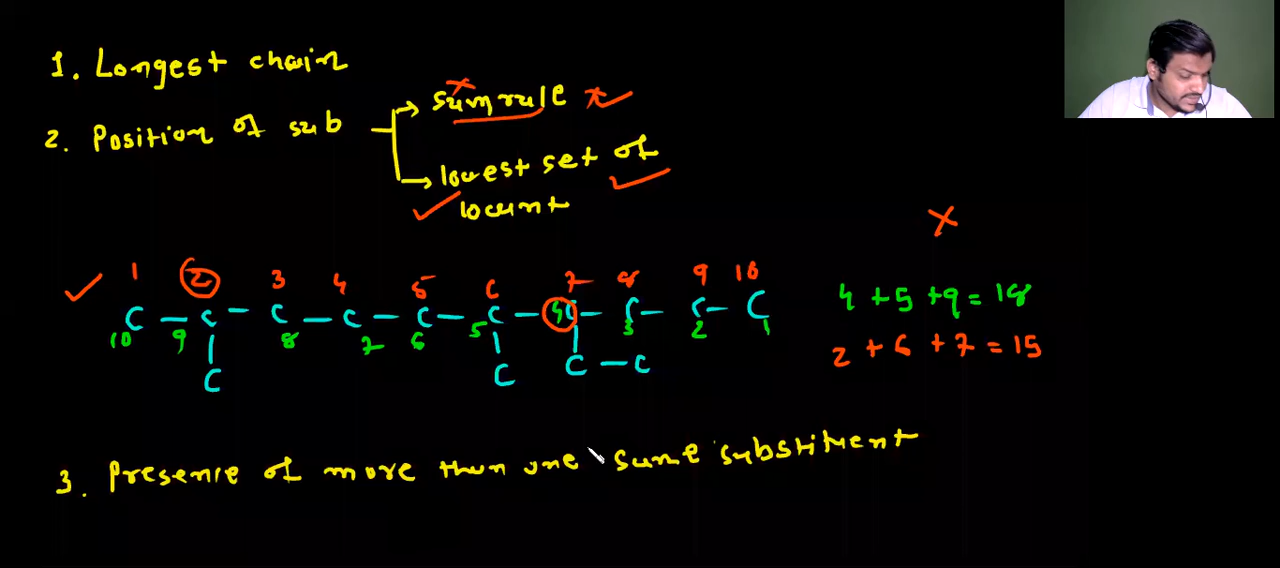 1. Longest chain
2. Position of sub
sum rule
lowest set of
locant
1 2 3 4 5 6 7 8 9 10
C — C — C — C — C — C — C — C — C — C
10 9 8 7 6 5 4 3 2 1
C C C — C
4 + 5 + 9 = 18
2 + 6 + 7 = 15
3. Presence of more than one same substituent